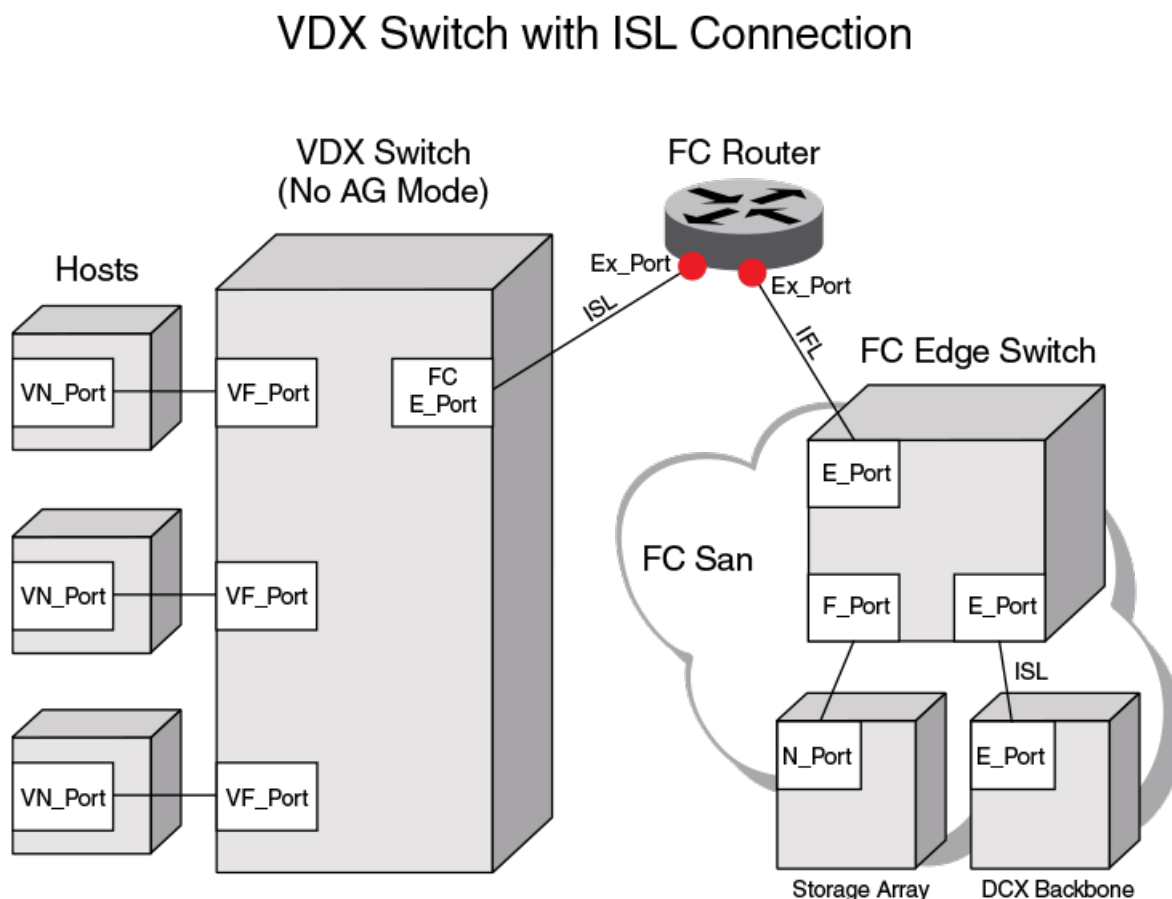 VDX Switch with ISL Connection
VDX Switch
(No AG Mode)
FC Router
Hosts
Ex_Port
Ex_Port
ISL
IFL
FC Edge Switch
VN_Port
VF_Port
FC
E_Port
E_Port
FC San
VN_Port
VF_Port
F_Port
E_Port
ISL
N_Port
E_Port
VN_Port
VF_Port
Storage Array
DCX Backbone